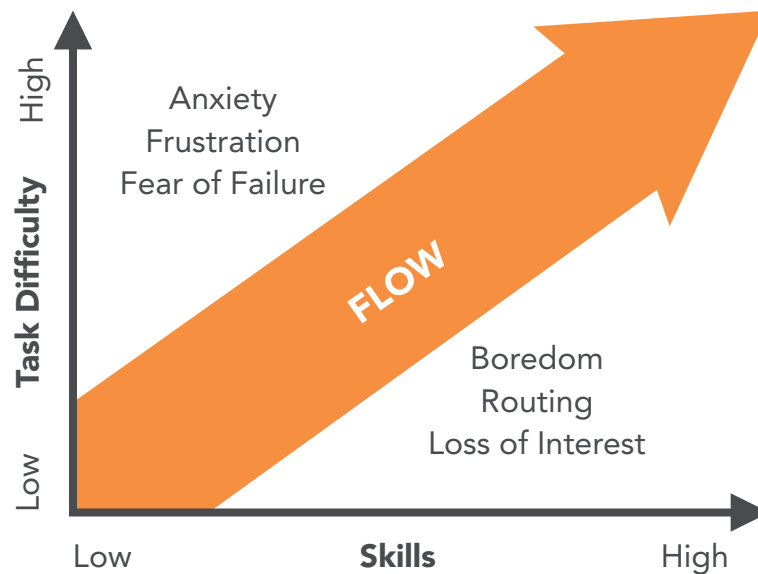 High
Anxiety
Frustration
Fear of Failure
Task Difficulty
FLOW
Boredom
Routing
Loss of Interest
Low
Low Skills High